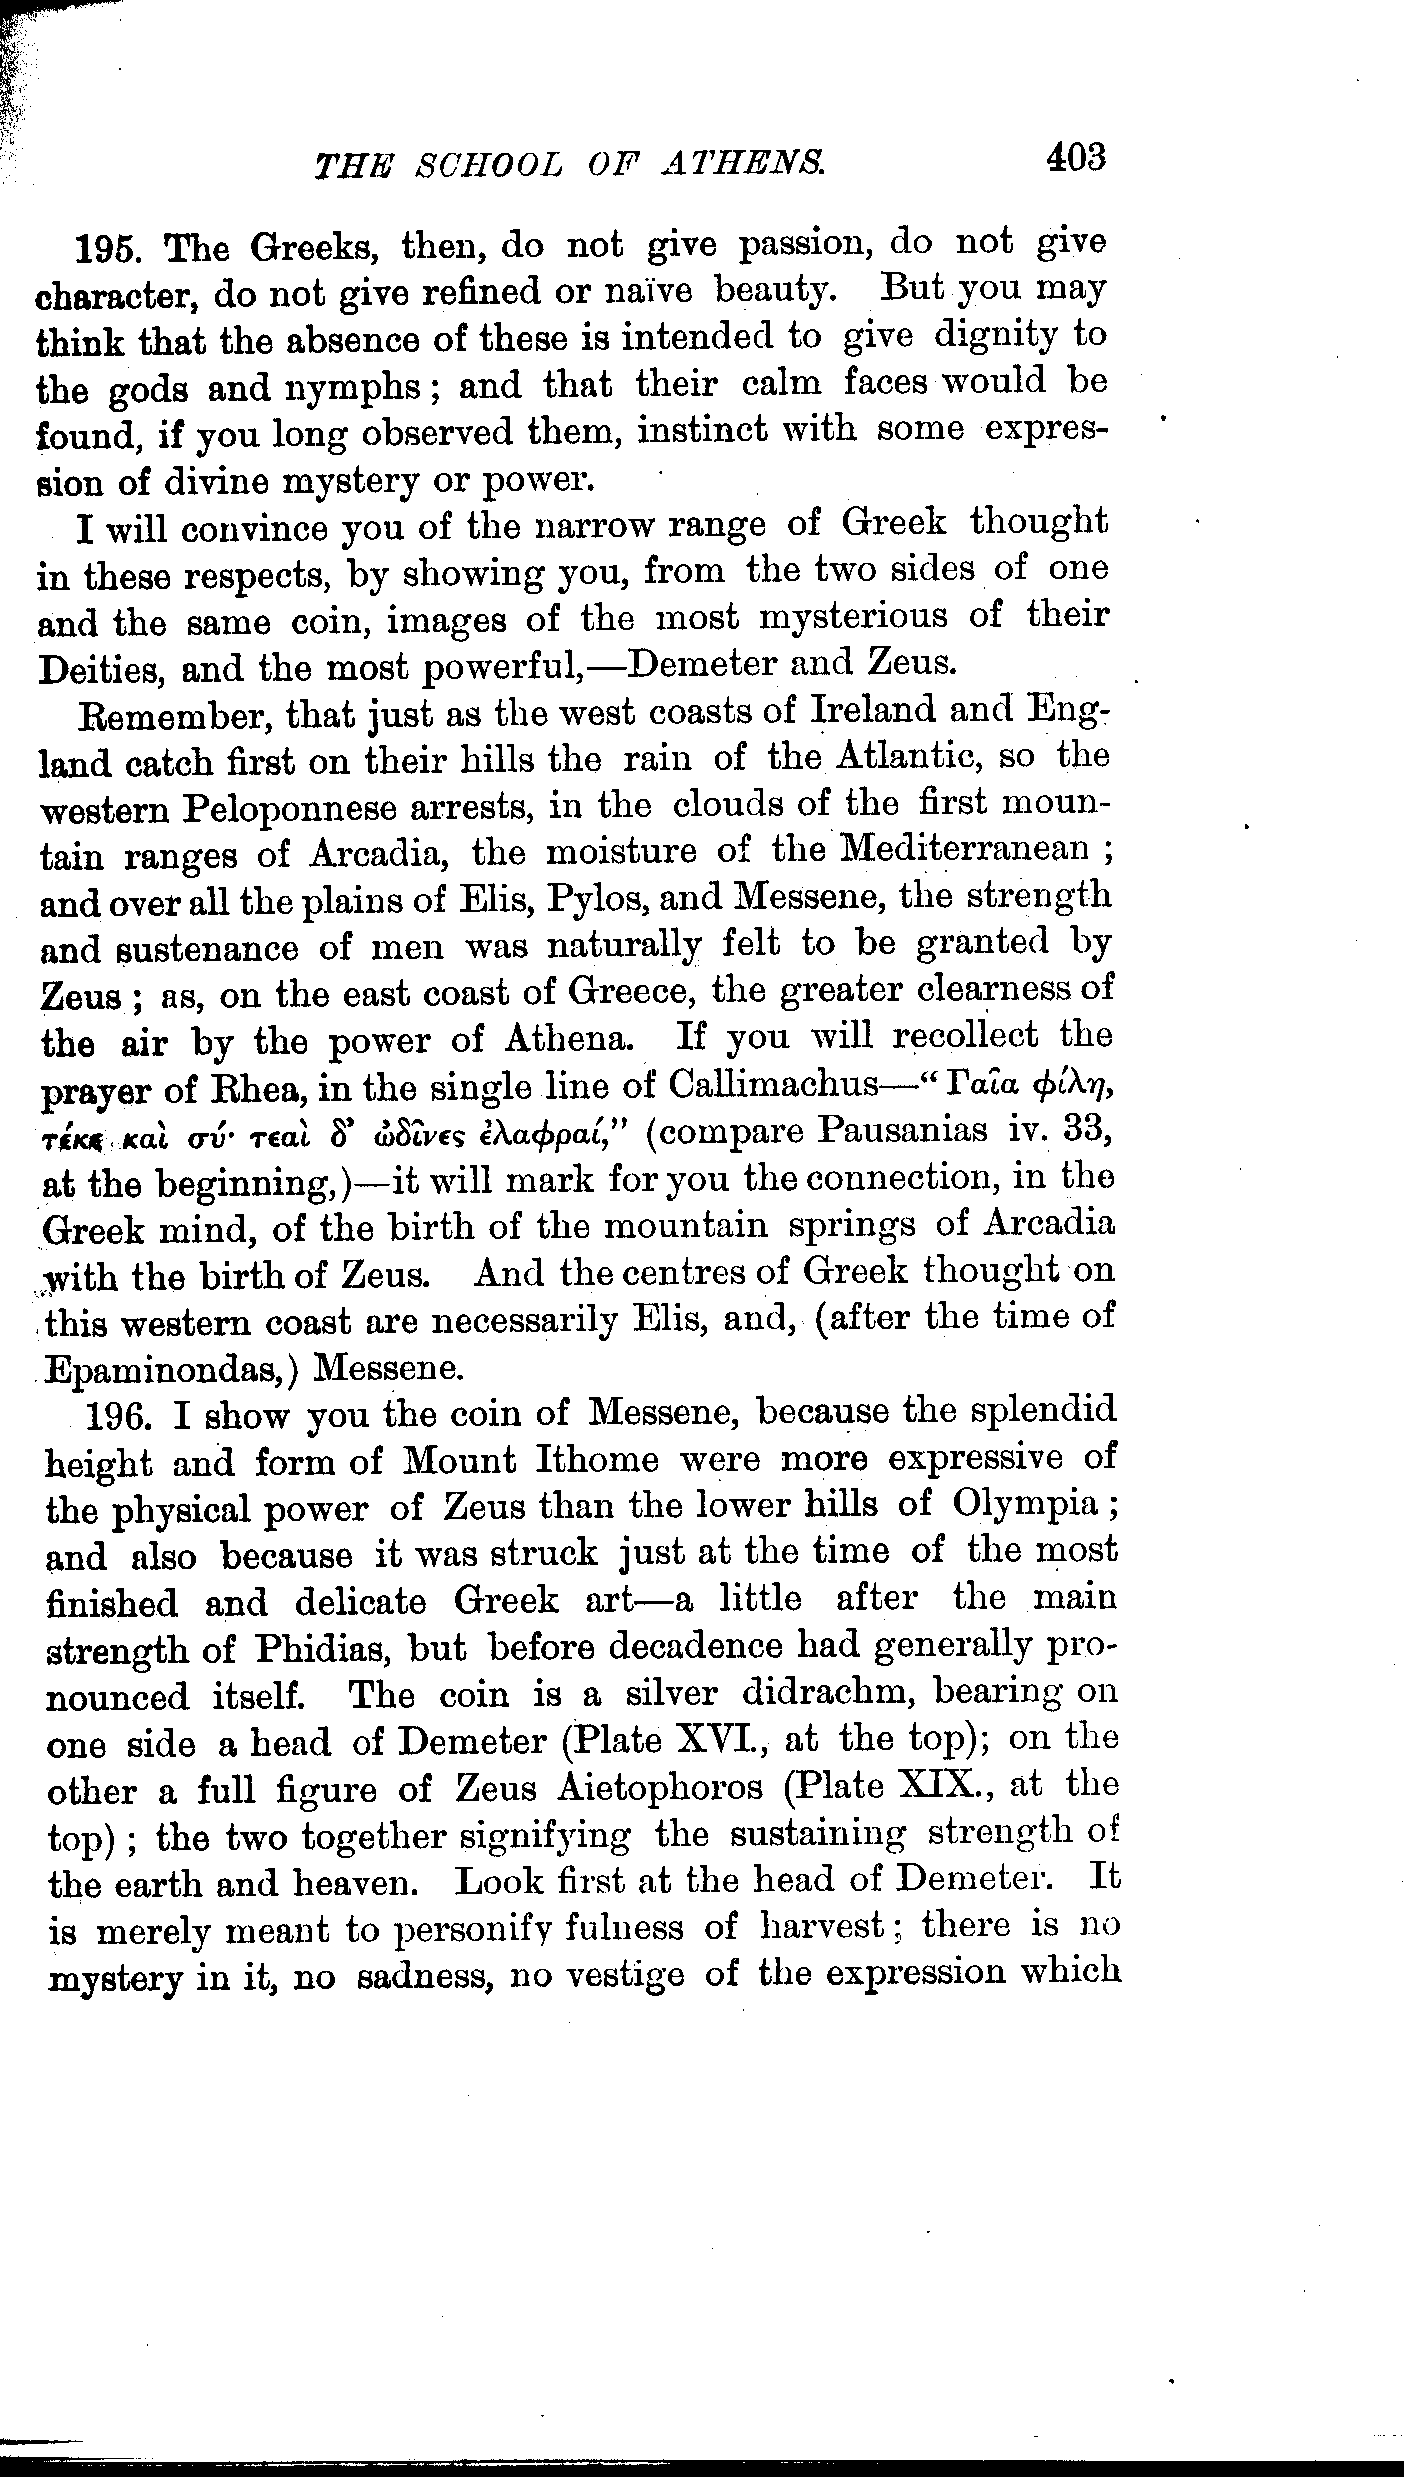 THE SCHOOL OF ATHENS. 403
195. The Greeks, then, do not give passion, do not give
character, do not give refined or naïve beauty. But you may
think that the absence of these is intended to give dignity to
the gods and nymphs; and that their calm faces would be
found, if you long observed them, instinct with some expres-
sion of divine mystery or power.
I will convince you of the narrow range of Greek thought
in these respects, by showing you, from the two sides of one
and the same coin, images of the most mysterious of their
Deities, and the most powerful,—Demeter and Zeus.
Remember, that just as the west coasts of Ireland and Eng-
land catch first on their hills the rain of the Atlantic, so the
western Peloponnese arrests, in the clouds of the first moun-
tain ranges of Arcadia, the moisture of the Mediterranean ;
and over all the plains of Elis, Pylos, and Messene, the strength
and sustenance of men was naturally felt to be granted by
Zeus ; as, on the east coast of Greece, the greater clearness of
the air by the power of Athena. If you will recollect the
prayer of Rhea, in the single line of Callimachus—“Γαῖα φίλη,
τέκε καὶ σύ· τεαὶ δ’ ὠδῖνες ἐλαφραί,” (compare Pausanias iv. 33,
at the beginning,)—it will mark for you the connection, in the
Greek mind, of the birth of the mountain springs of Arcadia
with the birth of Zeus. And the centres of Greek thought on
this western coast are necessarily Elis, and, (after the time of
Epaminondas,) Messene.
196. I show you the coin of Messene, because the splendid
height and form of Mount Ithome were more expressive of
the physical power of Zeus than the lower hills of Olympia ;
and also because it was struck just at the time of the most
finished and delicate Greek art—a little after the main
strength of Phidias, but before decadence had generally pro-
nounced itself. The coin is a silver didrachm, bearing on
one side a head of Demeter (Plate XVI., at the top); on the
other a full figure of Zeus Aietophoros (Plate XIX., at the
top) ; the two together signifying the sustaining strength of
the earth and heaven. Look first at the head of Demeter. It
is merely meant to personify fulness of harvest; there is no
mystery in it, no sadness, no vestige of the expression which